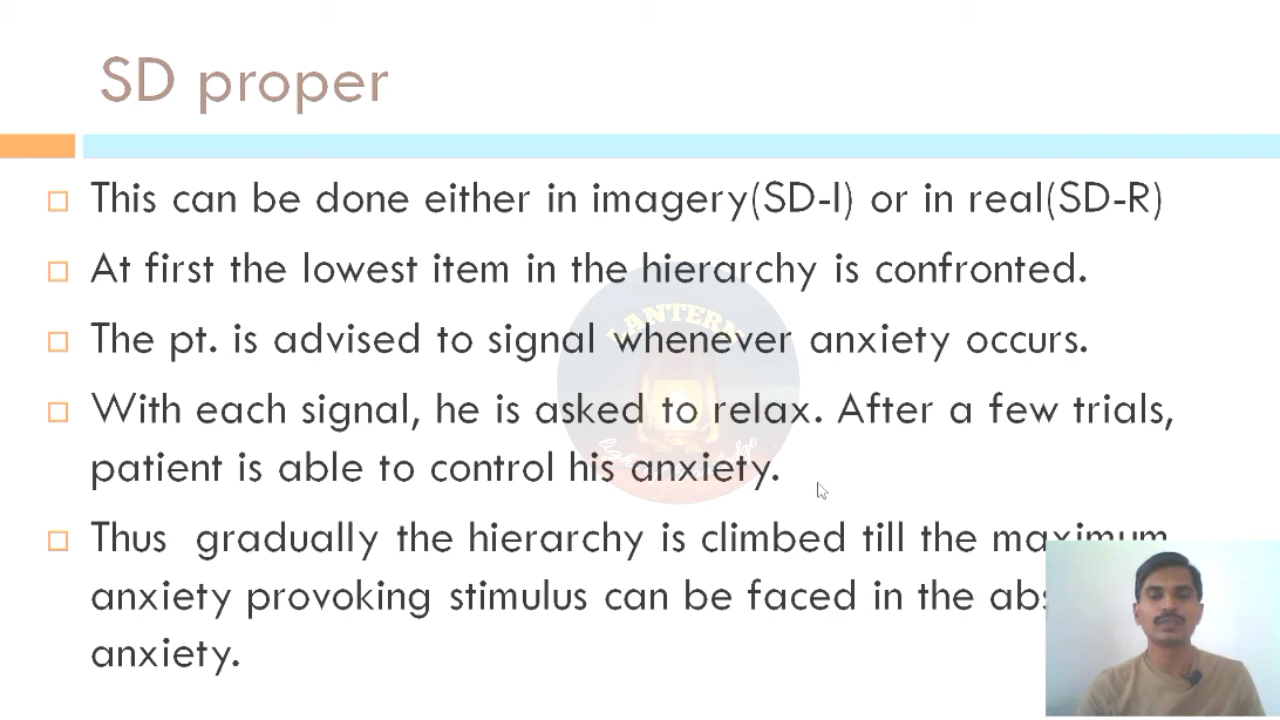 SD proper
This can be done either in imagery(SD-I) or in real(SD-R)
At first the lowest item in the hierarchy is confronted.
The pt. is advised to signal whenever anxiety occurs.
With each signal, he is asked to relax. After a few trials,
patient is able to control his anxiety.
Thus gradually the hierarchy is climbed till the maximum
anxiety provoking stimulus can be faced in the
anxiety.
LANTERN